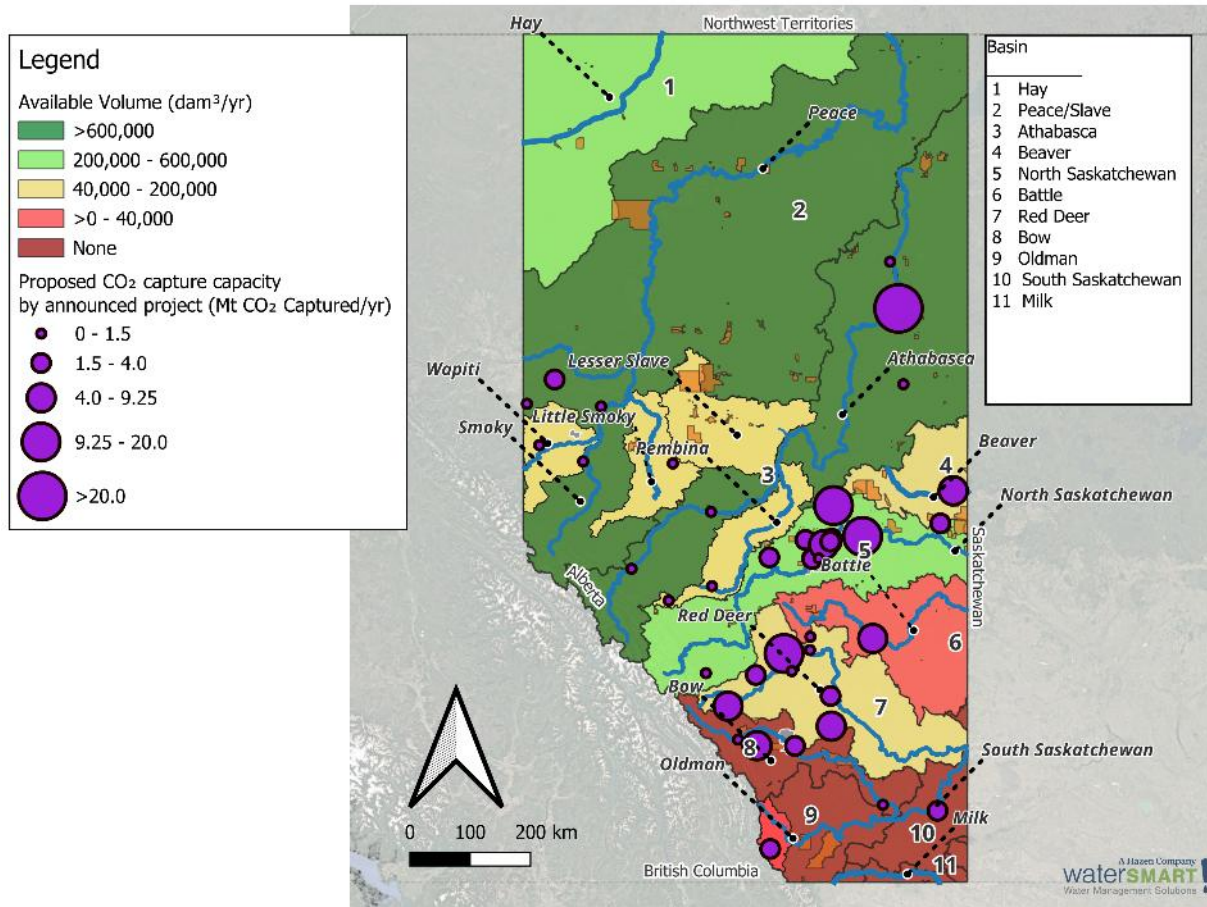 Legend
Available Volume (dam³/yr)
>600,000
200,000 - 600,000
40,000 - 200,000
>0 - 40,000
None
Proposed CO₂ capture capacity
by announced project (Mt CO₂ Captured/yr)
0 - 1.5
1.5 - 4.0
4.0 - 9.25
9.25 - 20.0
>20.0
Northwest Territories
Hay
1
Peace
2
Athabasca
Lesser Slave
Wapiti
Little Smoky
Smoky
Pembina
3
Beaver
4
North Saskatchewan
5
Battle
Saskatchewan
Alberta
Red Deer
6
Bow
7
8
South Saskatchewan
Oldman
9
10
Milk
11
British Columbia
0 100 200 km
Basin
1 Hay
2 Peace/Slave
3 Athabasca
4 Beaver
5 North Saskatchewan
6 Battle
7 Red Deer
8 Bow
9 Oldman
10 South Saskatchewan
11 Milk
A Hazen Company
waterSMART
Water Management Solutions